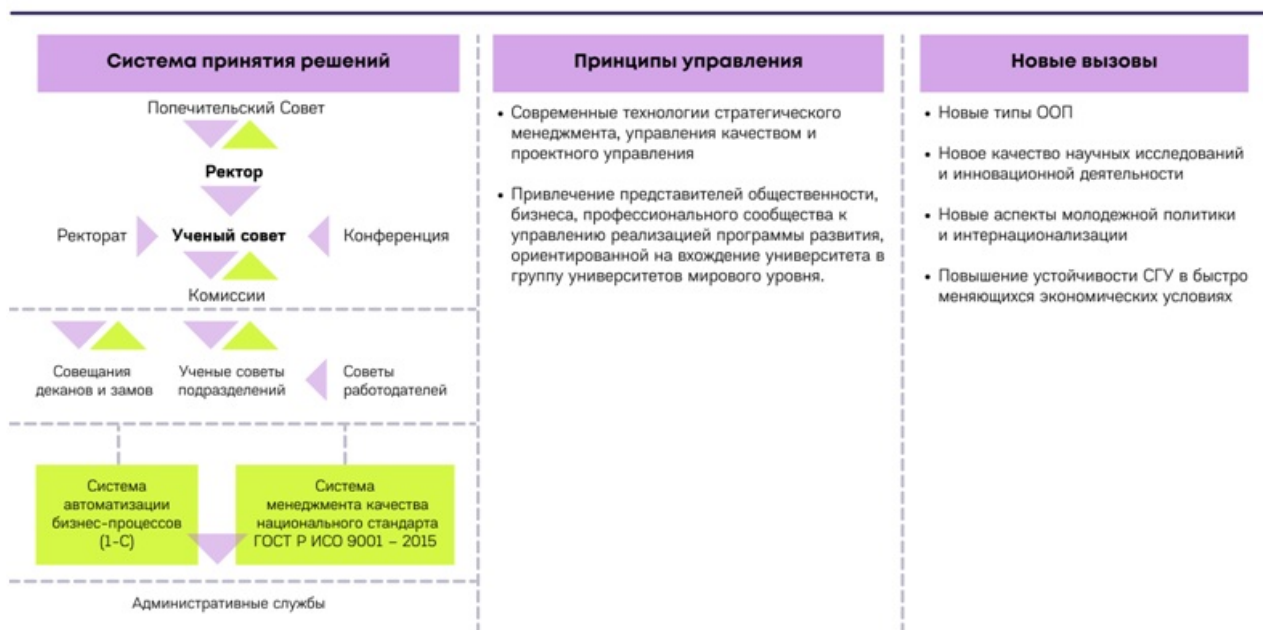 Система принятия решений
Попечительский Совет
Ректор
Ректорат
Ученый совет
Конференция
Комиссии
Совещания
деканов и замов
Ученые советы
подразделений
Советы
работодателей
Система
автоматизации
бизнес-процессов
(1-С)
Система
менеджмента качества
национального стандарта
ГОСТ Р ИСО 9001 – 2015
Административные службы
Принципы управления
• Современные технологии стратегического
менеджмента, управления качеством и
проектного управления
• Привлечение представителей общественности,
бизнеса, профессионального сообщества к
управлению реализацией программы развития,
ориентированной на вхождение университета в
группу университетов мирового уровня.
Новые вызовы
• Новые типы ООП
• Новое качество научных исследований
и инновационной деятельности
• Новые аспекты молодежной политики
и интернационализации
• Повышение устойчивости СГУ в быстро
меняющихся экономических условиях